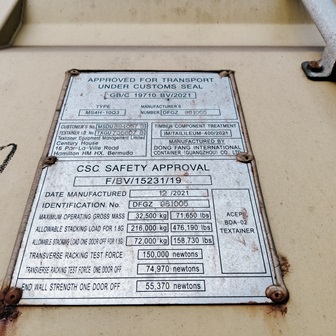 APPROVED FOR TRANSPORT
UNDER CUSTOMS SEAL
GB/C 19710 BV/2021
TYPE
MANUFACTURER'S
MS4H-10G3
NUMBER DFGZ 961005
CUSTOMER'S No.
TIMBER COMPONENT TREATMENT
TEXTAINER
IM/TAILILEUM-400/2021
Textainer Equipment Management Limited
Century House
16 Par-La-Ville Road
Hamilton HM HX, Bermuda
MANUFACTURED BY
DONG FANG INTERNATIONAL
CONTAINER (GUANGZHOU) CO., LTD
CSC SAFETY APPROVAL
F/BV/15231/19
DATE MANUFACTURED 12/2021
IDENTIFICATION No. DFGZ 961005
MAXIMUM OPERATING GROSS MASS 32,500 kg 71,650 lbs
ALLOWABLE STACKING LOAD FOR 1.8G 216,000 kg 476,190 lbs
ALLOWABLE STACKING LOAD ONE DOOR OFF FOR 1.8G 72,000 kg 158,730 lbs
ACEP
BDA-02
TEXTAINER
TRANSVERSE RACKING TEST FORCE 150,000 newtons
TRANSVERSE RACKING TEST FORCE ONE DOOR OFF 74,970 newtons
END WALL STRENGTH ONE DOOR OFF 55,370 newtons